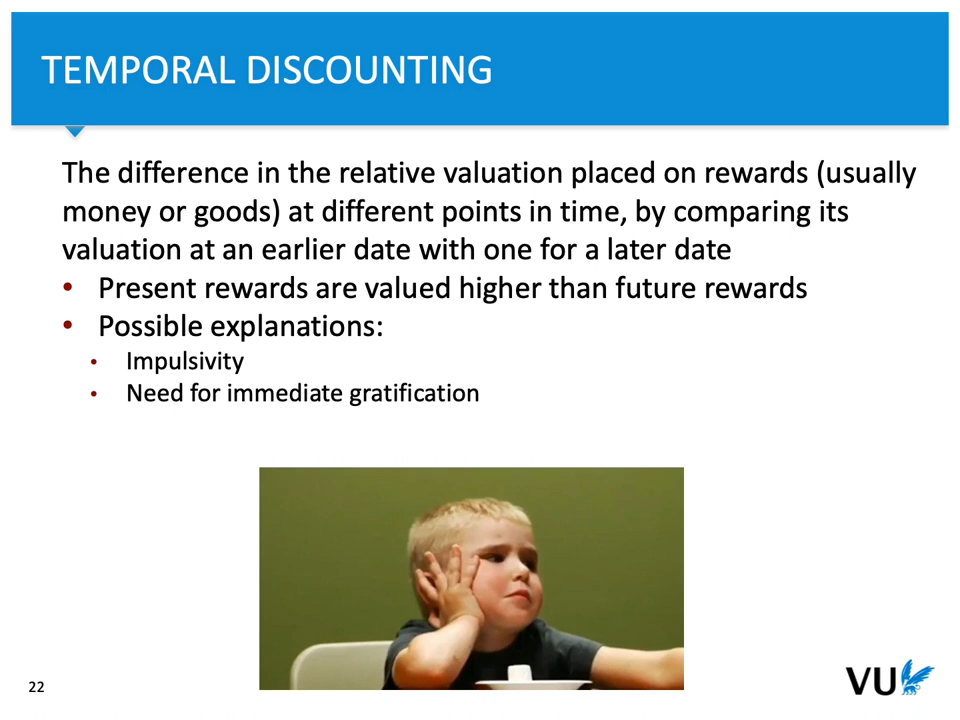 TEMPORAL DISCOUNTING
The difference in the relative valuation placed on rewards (usually
money or goods) at different points in time, by comparing its
valuation at an earlier date with one for a later date
• Present rewards are valued higher than future rewards
• Possible explanations:
• Impulsivity
• Need for immediate gratification
22
VU